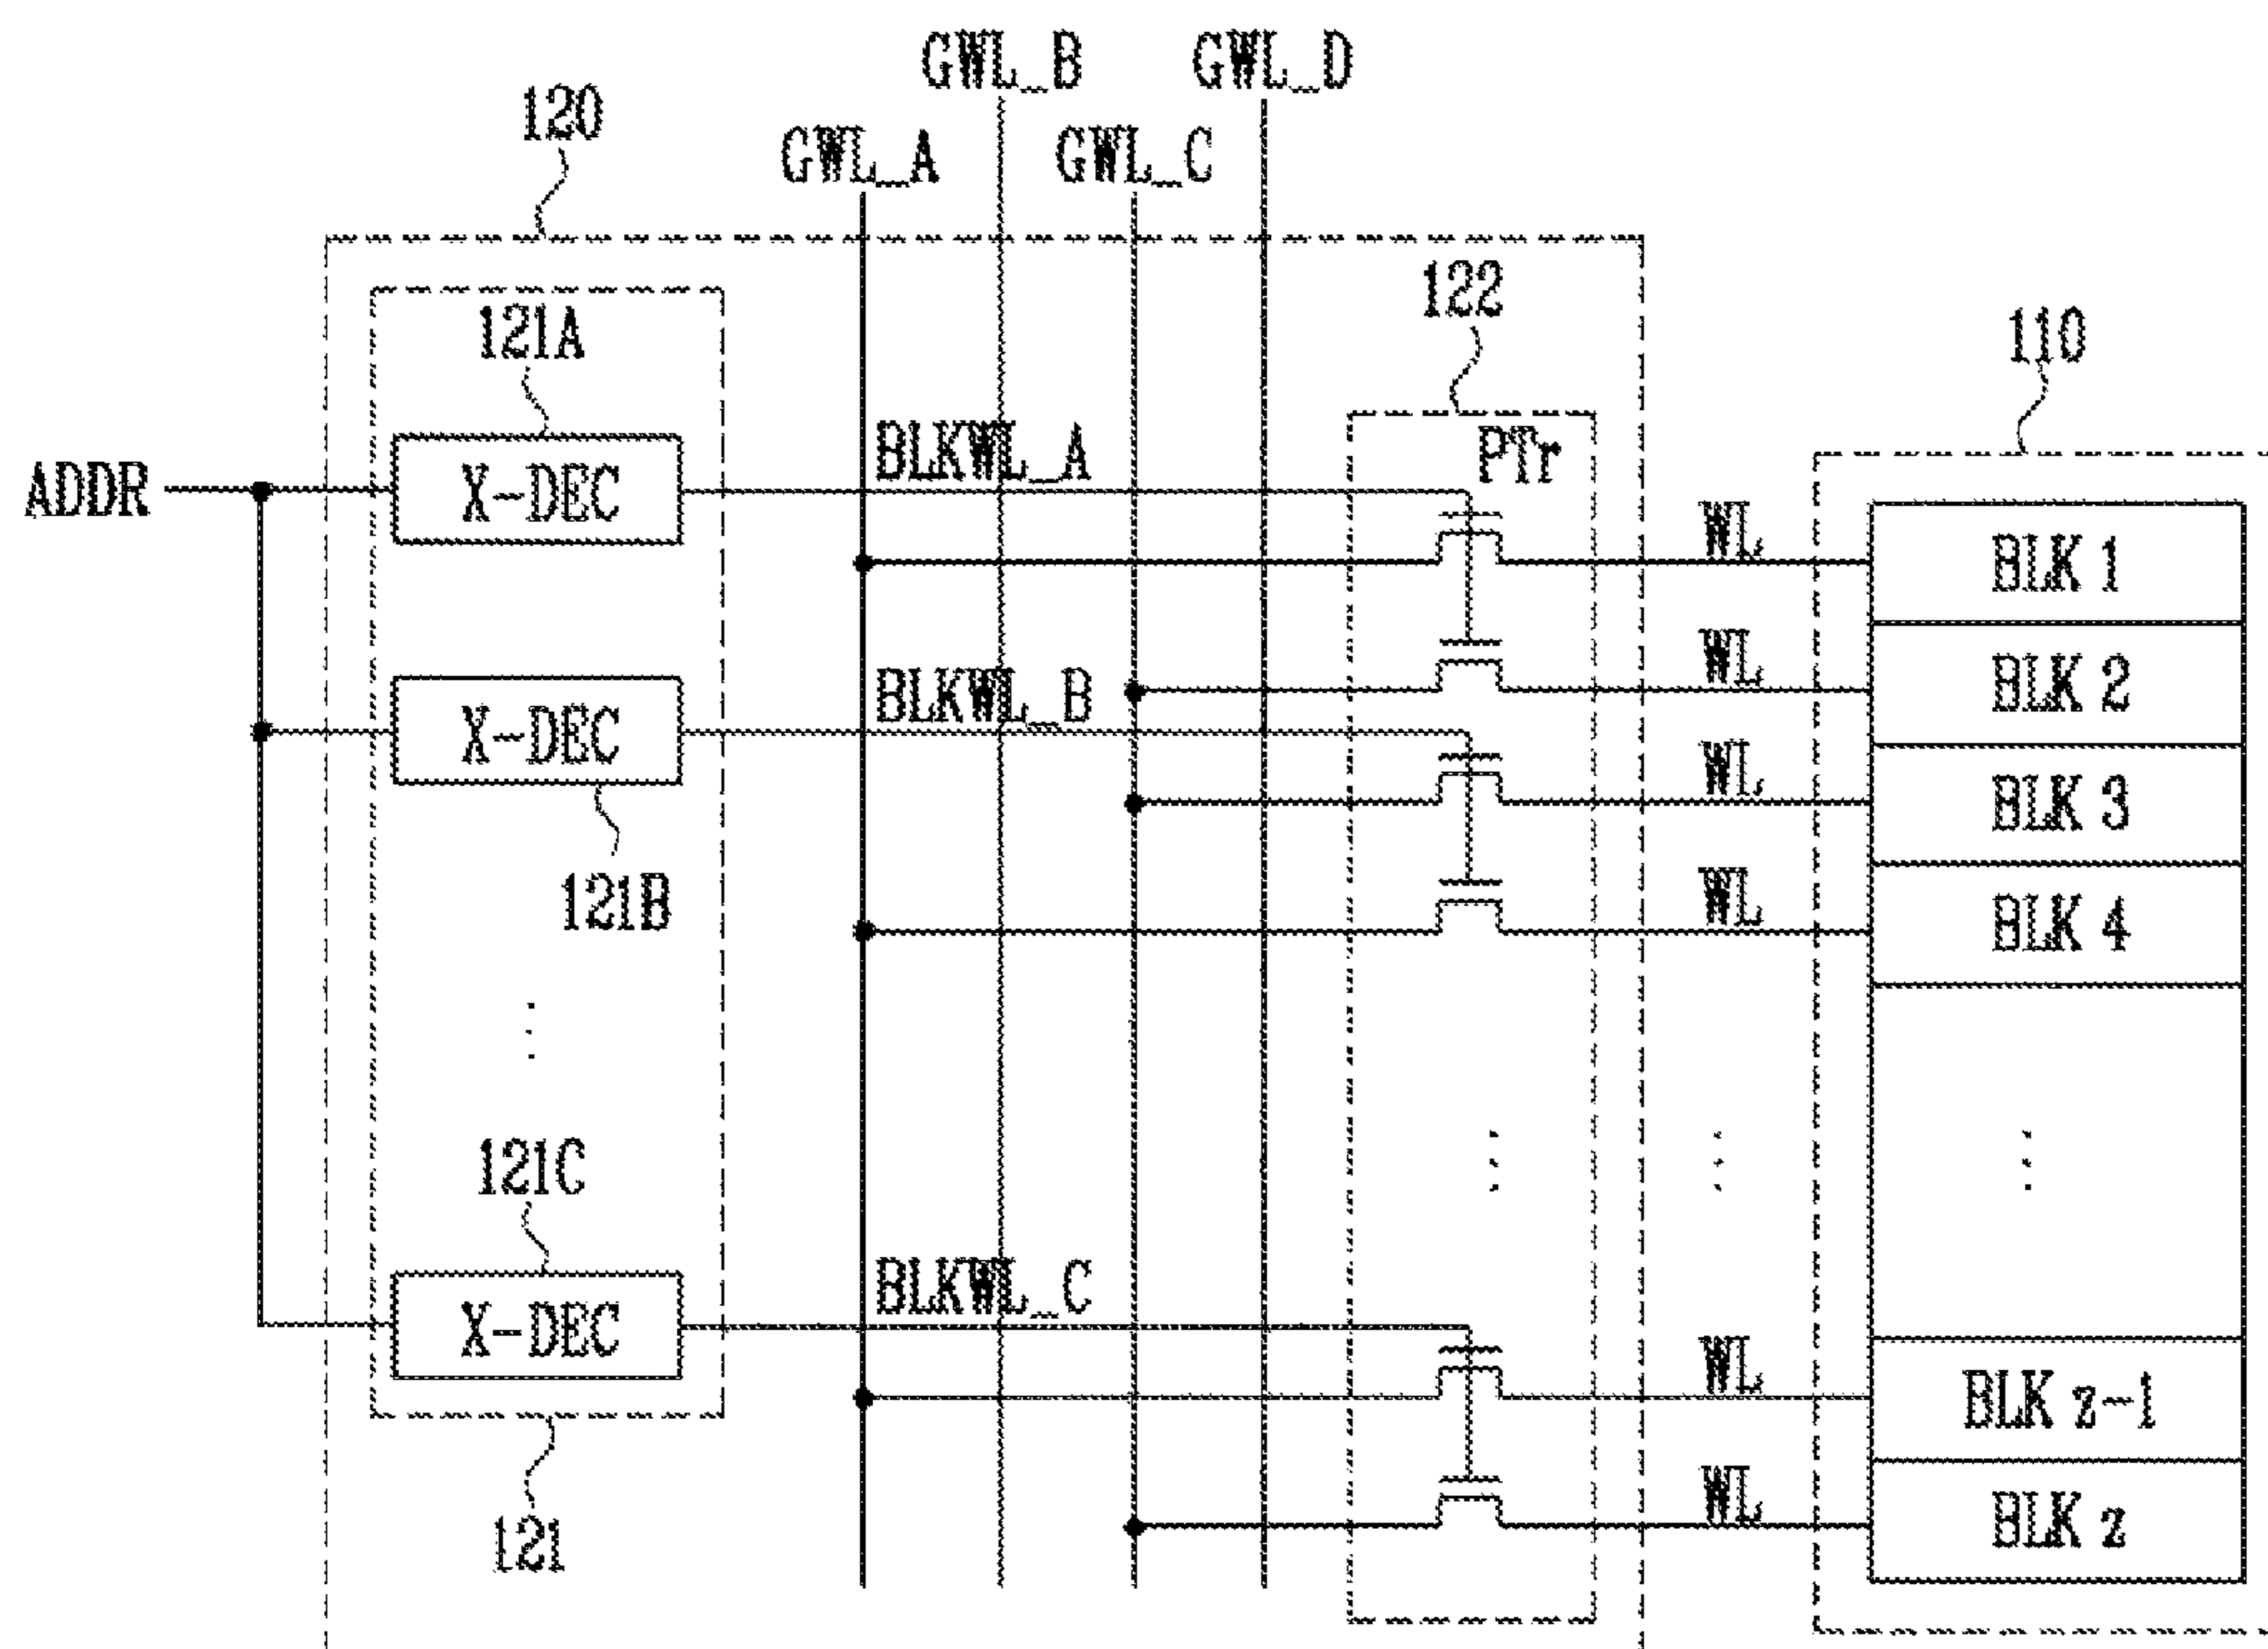 GWL_B GWL_D
120
GWL_A GWL_C
122
121A
110
BLKWL_A
PTr
ADDR
X-DEC
WL
BLK 1
WL
BLK 2
BLKWL_B
X-DEC
WL
BLK 3
121B
WL
BLK 4
121C
BLKWL_C
X-DEC
WL
BLK z-1
WL
BLK z
121